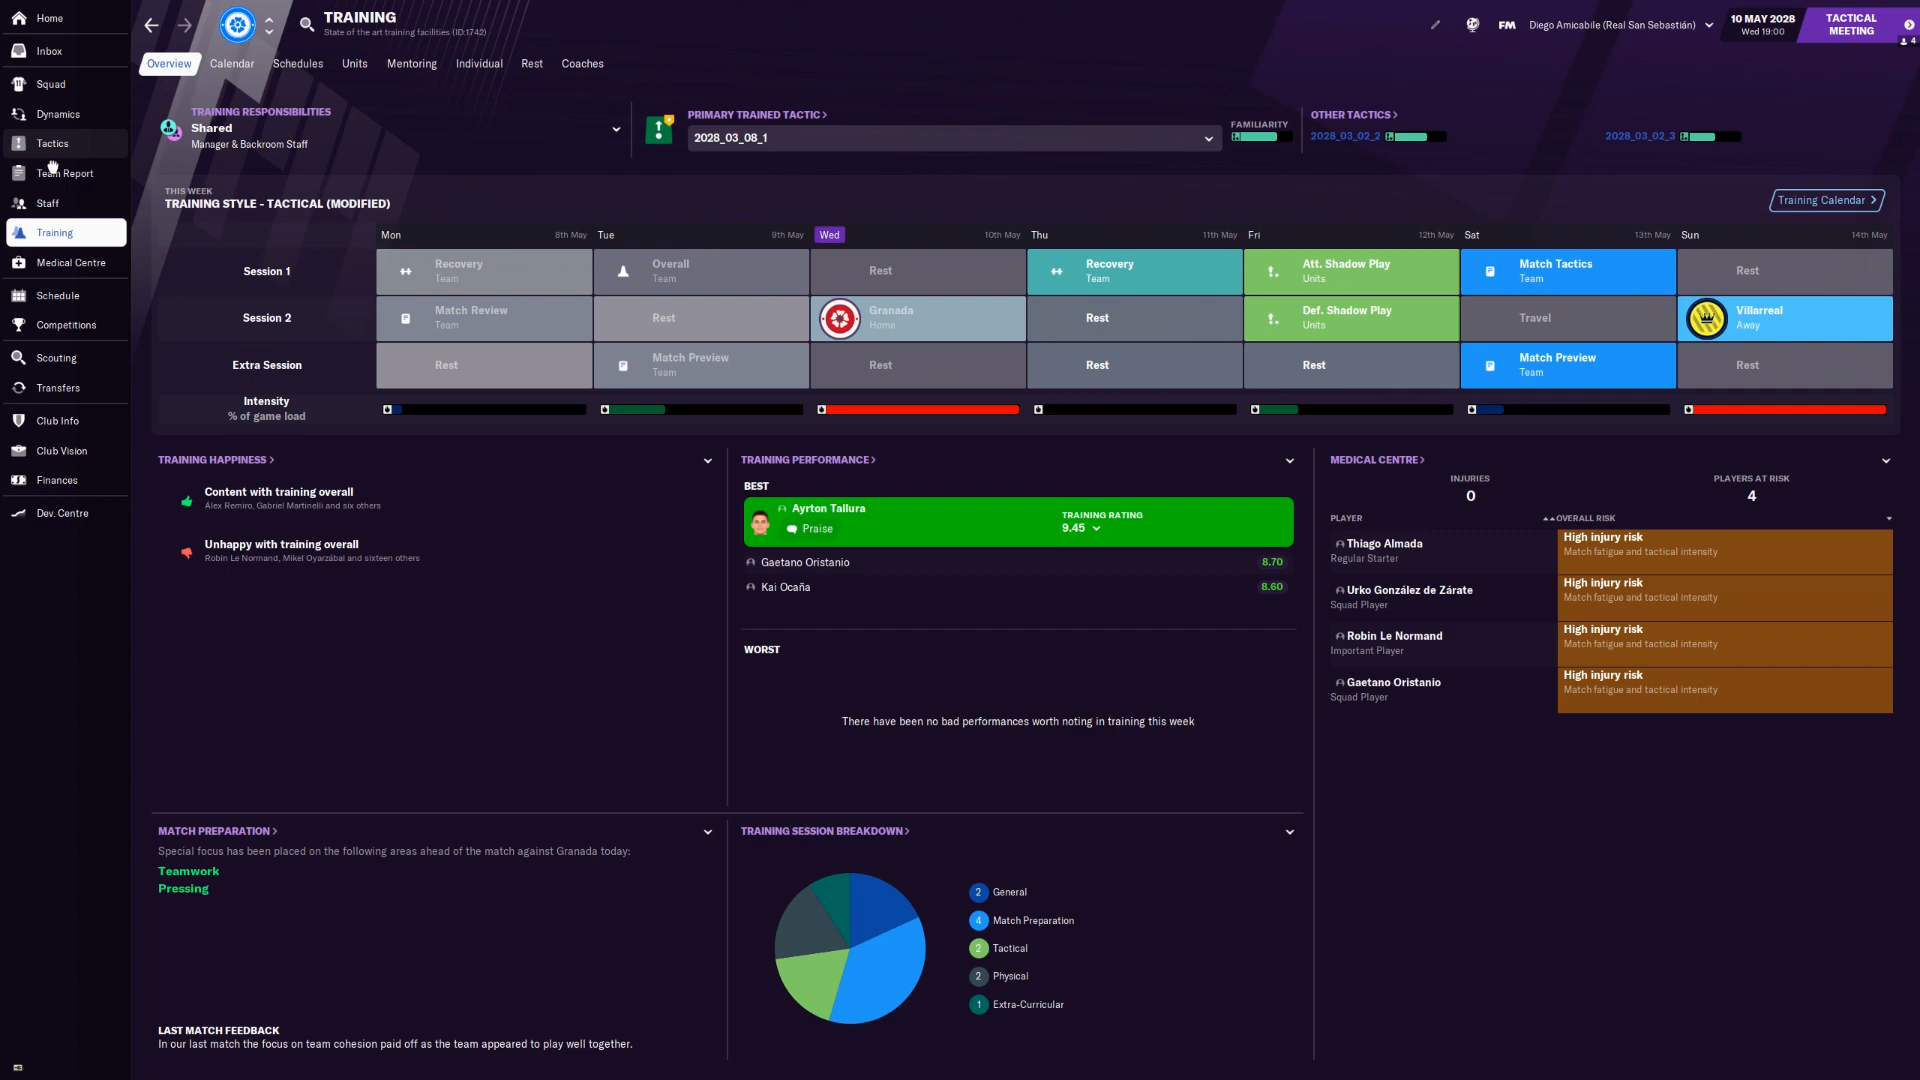 Home
Inbox
Squad
Dynamics
Tactics
Team Report
Staff
Training
Medical Centre
Schedule
Competitions
Scouting
Transfers
Club Info
Club Vision
Finances
Dev. Centre
TRAINING
State of the art training facilities (ID:1742)
FM
Diego Amicabile (Real San Sebastián)
10 MAY 2028
Wed 19:00
TACTICAL
MEETING
4
Overview Calendar Schedules Units Mentoring Individual Rest Coaches
TRAINING RESPONSIBILITIES
Shared
Manager & Backroom Staff
PRIMARY TRAINED TACTIC
2028_03_08_1
FAMILIARITY
OTHER TACTICS
2028_03_02_2
2028_03_02_3
THIS WEEK
TRAINING STYLE - TACTICAL (MODIFIED)
Training Calendar
Mon 8th May Tue 9th May Wed 10th May Thu 11th May Fri 12th May Sat 13th May Sun 14th May
Session 1
Recovery
Team
Overall
Team
Rest
Recovery
Team
Att. Shadow Play
Units
Match Tactics
Team
Rest
Session 2
Match Review
Team
Rest
Granada
Home
Rest
Def. Shadow Play
Units
Travel
Villarreal
Away
Extra Session
Rest
Match Preview
Team
Rest
Rest
Rest
Match Preview
Team
Rest
Intensity
% of game load
TRAINING HAPPINESS
Content with training overall
Álex Remiro, Gabriel Martinelli and six others
Unhappy with training overall
Robin Le Normand, Mikel Oyarzábal and sixteen others
TRAINING PERFORMANCE
BEST
Ayrton Tallura
Praise
TRAINING RATING
9.45
Gaetano Oristanio 8.70
Kai Ocaña 8.60
WORST
There have been no bad performances worth noting in training this week
MEDICAL CENTRE
INJURIES
0
PLAYERS AT RISK
4
PLAYER OVERALL RISK
Thiago Almada
Regular Starter
High injury risk
Match fatigue and tactical intensity
Urko González de Zárate
Squad Player
High injury risk
Match fatigue and tactical intensity
Robin Le Normand
Important Player
High injury risk
Match fatigue and tactical intensity
Gaetano Oristanio
Squad Player
High injury risk
Match fatigue and tactical intensity
MATCH PREPARATION
Special focus has been placed on the following areas ahead of the match against Granada today:
Teamwork
Pressing
LAST MATCH FEEDBACK
In our last match the focus on team cohesion paid off as the team appeared to play well together.
TRAINING SESSION BREAKDOWN
2 General
4 Match Preparation
2 Tactical
2 Physical
1 Extra-Curricular